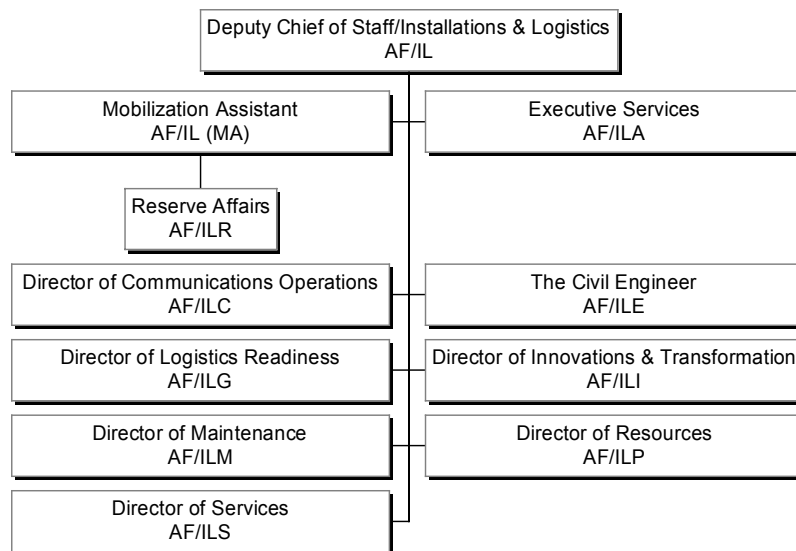 Deputy Chief of Staff/Installations & Logistics
AF/IL
Mobilization Assistant
AF/IL (MA)
Executive Services
AF/ILA
Reserve Affairs
AF/ILR
Director of Communications Operations
AF/ILC
The Civil Engineer
AF/ILE
Director of Logistics Readiness
AF/ILG
Director of Innovations & Transformation
AF/ILI
Director of Maintenance
AF/ILM
Director of Resources
AF/ILP
Director of Services
AF/ILS